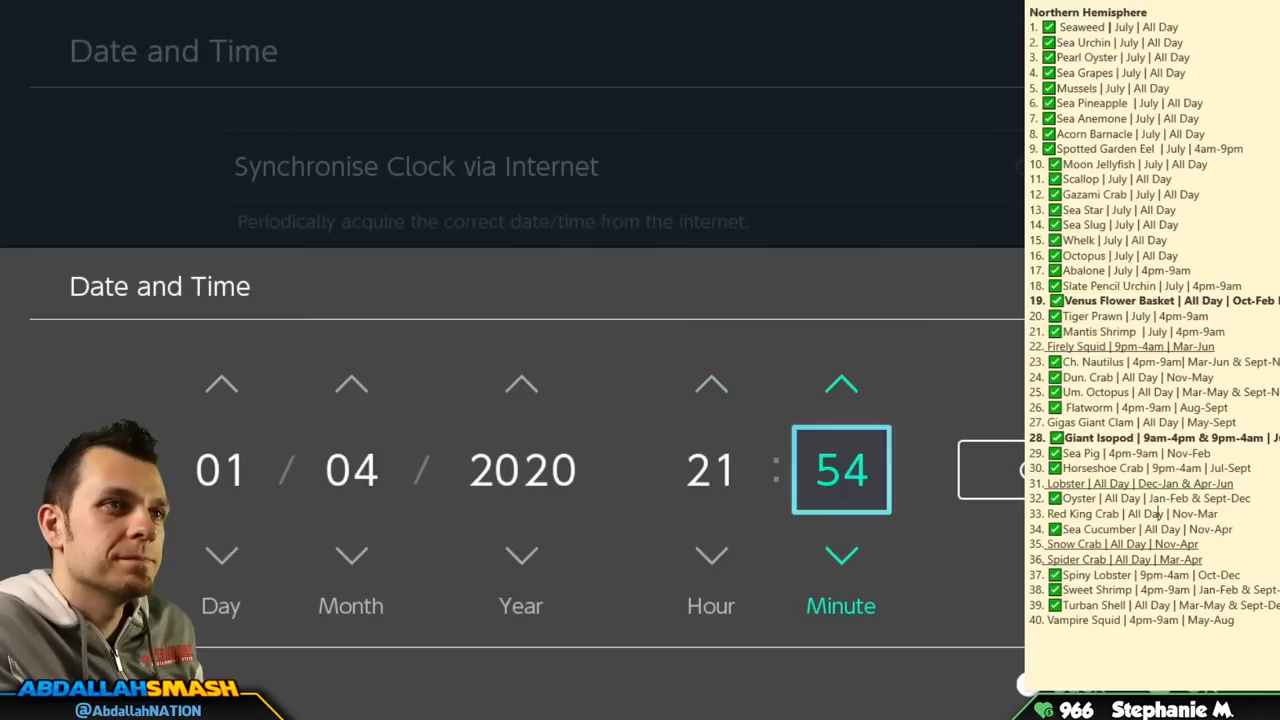 Date and Time
Synchronise Clock via Internet
Periodically acquire the correct date/time from the internet.
Date and Time
01 / 04 / 2020 21 : 54
Day Month Year Hour Minute
Northern Hemisphere
1. ✅ Seaweed | July | All Day
2. ✅Sea Urchin | July | All Day
3. ✅Pearl Oyster | July | All Day
4. ✅Sea Grapes | July | All Day
5. ✅Mussels | July | All Day
6. ✅Sea Pineapple | July | All Day
7. ✅Sea Anemone | July | All Day
8. ✅Acorn Barnacle | July | All Day
9. ✅Spotted Garden Eel | July | 4am-9pm
10. ✅Moon Jellyfish | July | All Day
11. ✅Scallop | July | All Day
12. ✅Gazami Crab | July | All Day
13. ✅Sea Star | July | All Day
14. ✅Sea Slug | July | All Day
15. ✅Whelk | July | All Day
16. ✅Octopus | July | All Day
17. ✅Abalone | July | 4pm-9am
18. ✅Slate Pencil Urchin | July | 4pm-9am
19. ✅Venus Flower Basket | All Day | Oct-Feb
20. ✅Tiger Prawn | July | 4pm-9am
21. ✅Mantis Shrimp | July | 4pm-9am
22. Firely Squid | 9pm-4am | Mar-Jun
23. ✅Ch. Nautilus | 4pm-9am| Mar-Jun & Sept-N
24. ✅Dun. Crab | All Day | Nov-May
25. ✅Um. Octopus | All Day | Mar-May & Sept-N
26. ✅ Flatworm | 4pm-9am | Aug-Sept
27. Gigas Giant Clam | All Day | May-Sept
28. ✅Giant Isopod | 9am-4pm & 9pm-4am | J
29. ✅Sea Pig | 4pm-9am | Nov-Feb
30. ✅Horseshoe Crab | 9pm-4am | Jul-Sept
31. Lobster | All Day | Dec-Jan & Apr-Jun
32. ✅Oyster | All Day | Jan-Feb & Sept-Dec
33. Red King Crab | All Day | Nov-Mar
34. ✅Sea Cucumber | All Day | Nov-Apr
35. Snow Crab | All Day | Nov-Apr
36. Spider Crab | All Day | Mar-Apr
37. ✅Spiny Lobster | 9pm-4am | Oct-Dec
38. ✅Sweet Shrimp | 4pm-9am | Jan-Feb & Sept-
39. ✅Turban Shell | All Day | Mar-May & Sept-De
40. Vampire Squid | 4pm-9am | May-Aug
ABDALLAHSMASH
@AbdallahNATION
966 Stephanie M.